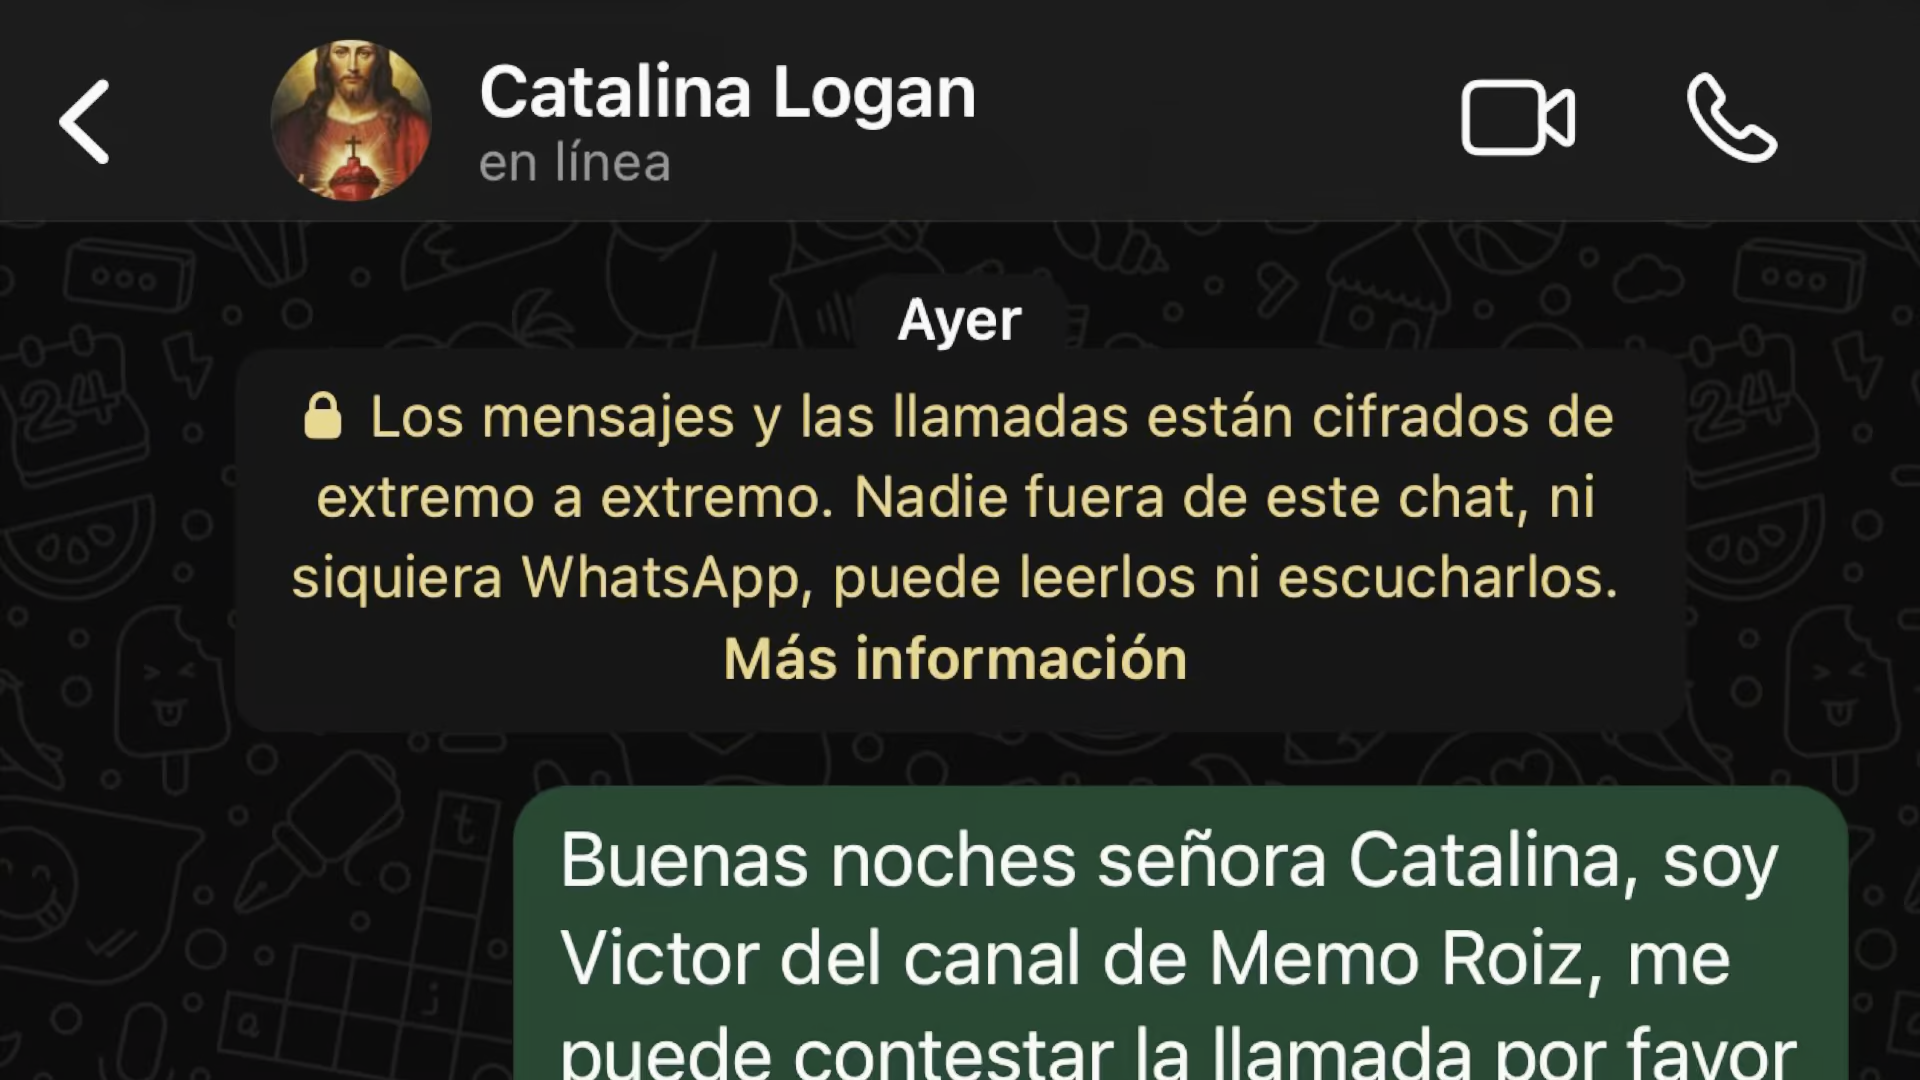 Catalina Logan
en línea
Ayer
Los mensajes y las llamadas están cifrados de
extremo a extremo. Nadie fuera de este chat, ni
siquiera WhatsApp, puede leerlos ni escucharlos.
Más información
Buenas noches señora Catalina, soy
Victor del canal de Memo Roiz, me
puede contestar la llamada por favor